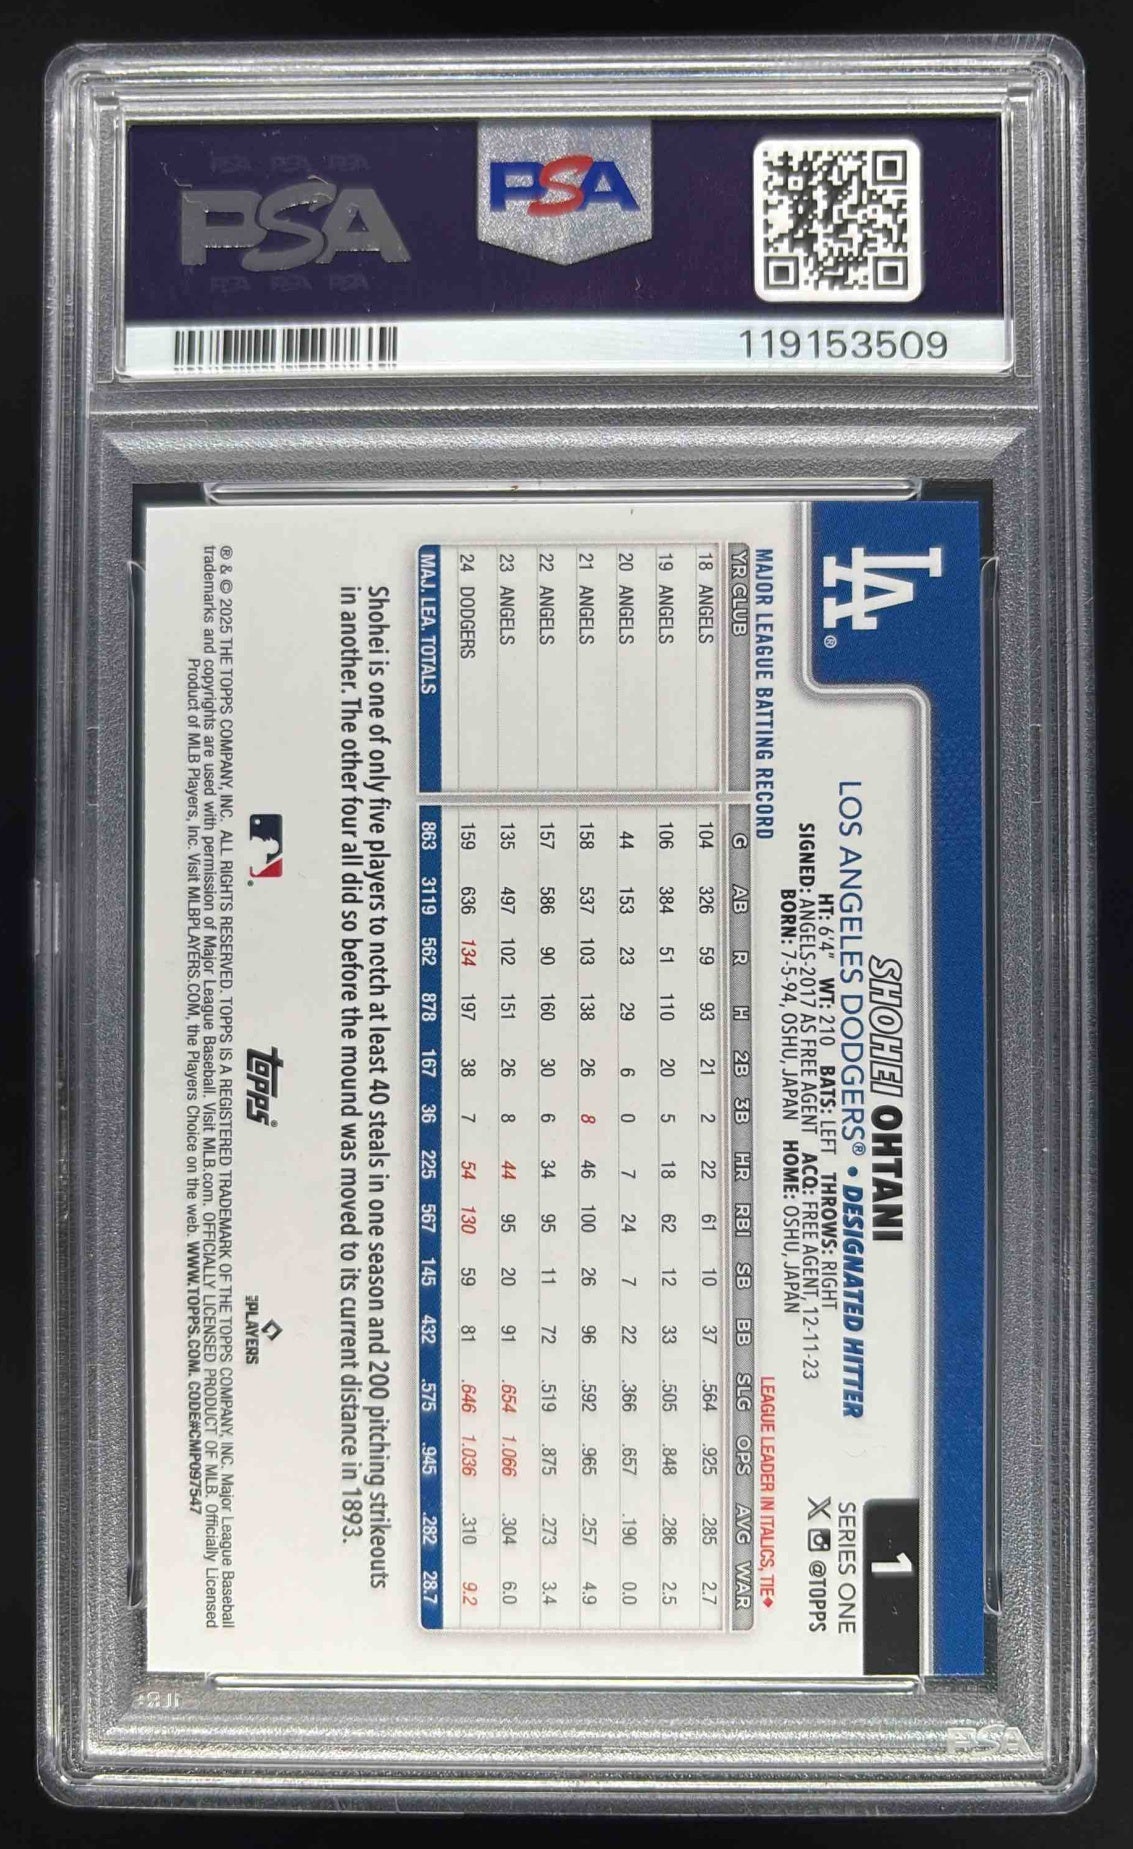 PSA
PSA PSA PSA
PSA
PSA PSA PSA
119153509
LA®
SHOHEI OHTANI
LOS ANGELES DODGERS® • DESIGNATED HITTER
HT: 6'4" WT: 210 BATS: LEFT THROWS: RIGHT
SIGNED: ANGELS-2017 AS FREE AGENT ACQ: FREE AGENT, 12-11-23
BORN: 7-5-94, OSHU, JAPAN HOME: OSHU, JAPAN
1
SERIES ONE
X @TOPPS
MAJOR LEAGUE BATTING RECORD LEAGUE LEADER IN ITALICS, TIE♦
YR CLUB G AB R H 2B 3B HR RBI SB BB SLG OPS AVG WAR
18 ANGELS 104 326 59 93 21 2 22 61 10 37 .564 .925 .285 2.7
19 ANGELS 106 384 51 110 20 5 18 62 12 33 .505 .848 .286 2.5
20 ANGELS 44 153 23 29 6 0 7 24 7 22 .366 .657 .190 0.0
21 ANGELS 158 537 103 138 26 8 46 100 26 96 .592 .965 .257 4.9
22 ANGELS 157 586 90 160 30 6 34 95 11 72 .519 .875 .273 3.4
23 ANGELS 135 497 102 151 26 8 44 95 20 91 .654 1.066 .304 6.0
24 DODGERS 159 636 134 197 38 7 54 130 59 81 .646 1.036 .310 9.2
MAJ. LEA. TOTALS 863 3119 562 878 167 36 225 567 145 432 .575 .945 .282 28.7
Shohei is one of only five players to notch at least 40 steals in one season and 200 pitching strikeouts
in another. The other four all did so before the mound was moved to its current distance in 1893.
topps®
PLAYERS
® & © 2025 THE TOPPS COMPANY, INC. ALL RIGHTS RESERVED. TOPPS IS A REGISTERED TRADEMARK OF THE TOPPS COMPANY, INC. Major League Baseball
trademarks and copyrights are used with permission of Major League Baseball. Visit MLB.com. OFFICIALLY LICENSED PRODUCT OF MLB. Officially Licensed
Product of MLB Players, Inc. Visit MLBPLAYERS.COM, the Players Choice on the web. WWW.TOPPS.COM. CODE#CMP097547
PSA